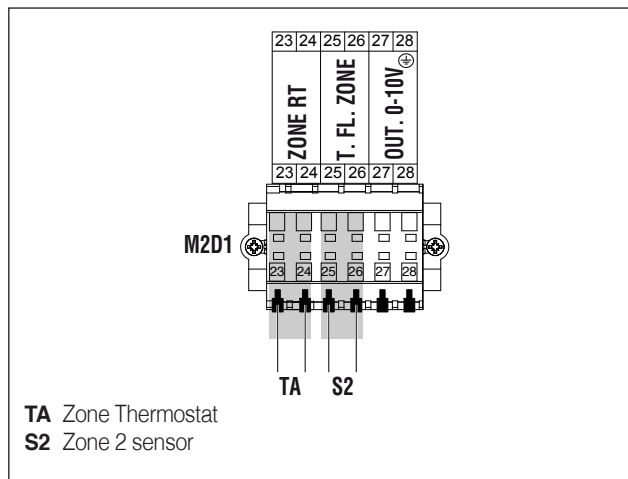 23 24 25 26 27 28
ZONE RT
T. FL. ZONE
OUT. 0-10V
23 24 25 26 27 28
M2D1
23 24 25 26 27 28
TA S2
TA Zone Thermostat
S2 Zone 2 sensor